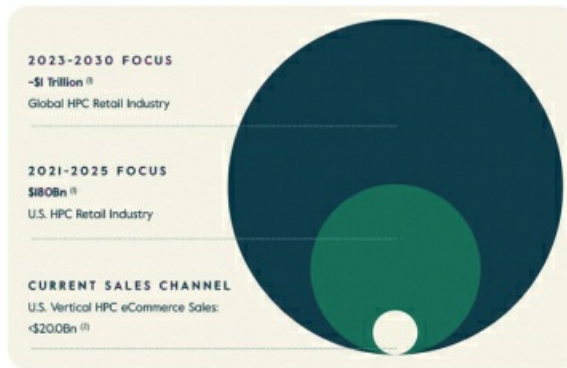 2023-2030 FOCUS
~$1 Trillion (1)
Global HPC Retail Industry
2021-2025 FOCUS
$180Bn (1)
U.S. HPC Retail Industry
CURRENT SALES CHANNEL
U.S. Vertical HPC eCommerce Sales:
<$20.0Bn (2)